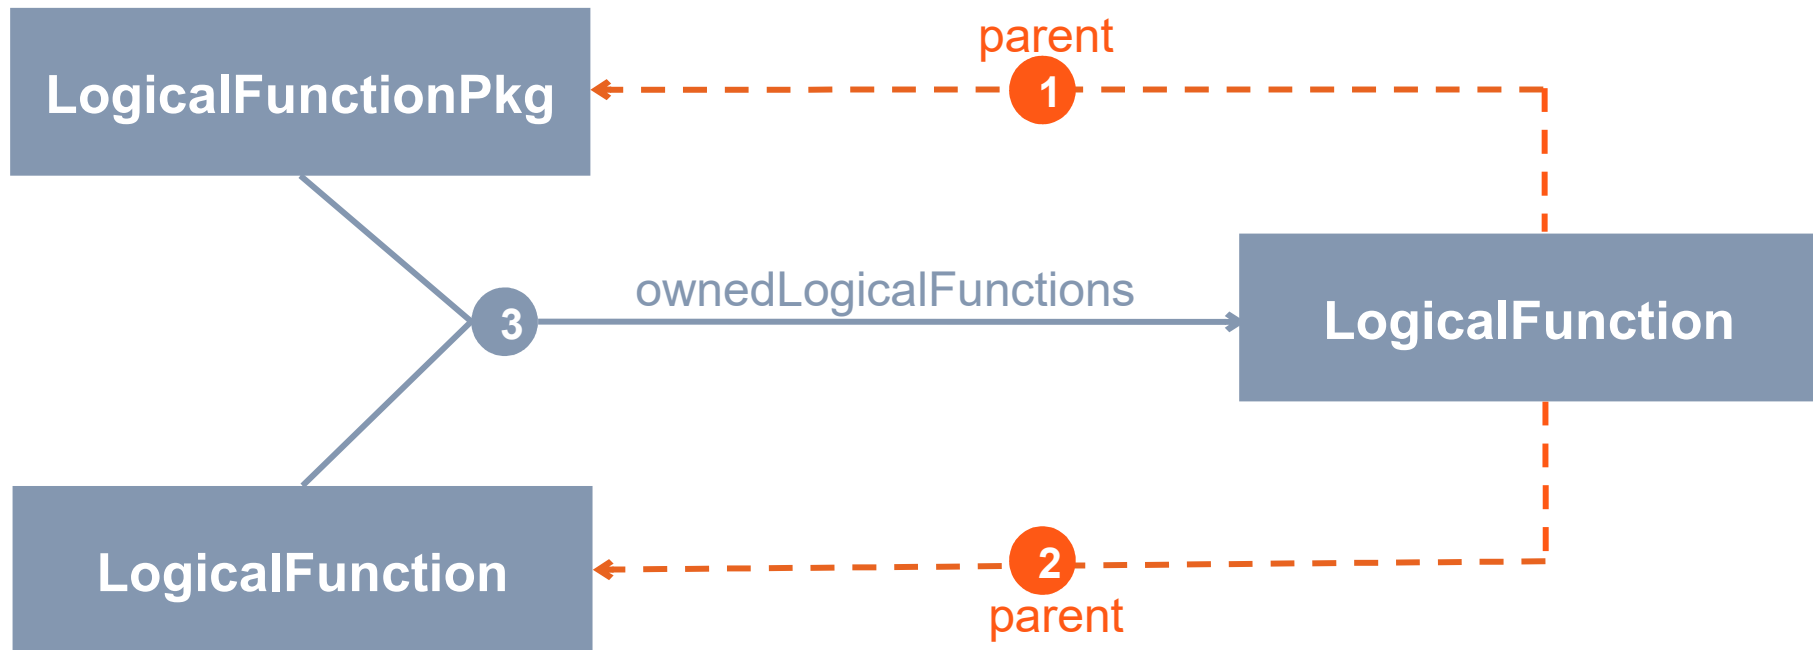 parent
LogicalFunctionPkg
1
ownedLogicalFunctions
3
LogicalFunction
LogicalFunction
2
parent